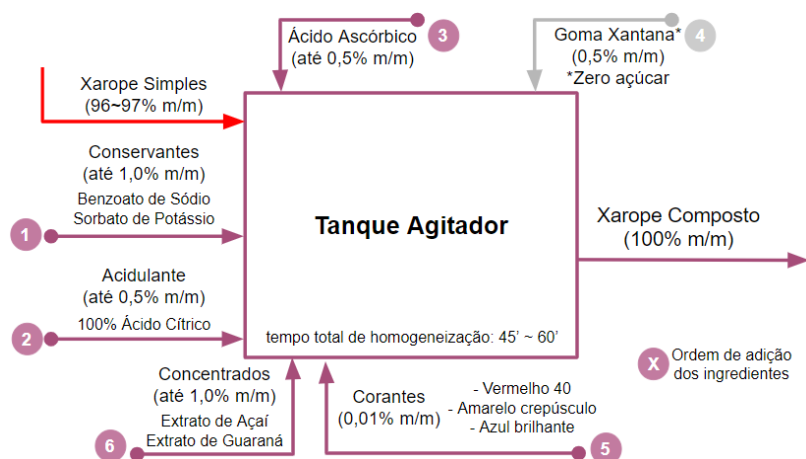 Ácido Ascórbico
(até 0,5% m/m)
3
Goma Xantana*
(0,5% m/m)
*Zero açúcar
4
Xarope Simples
(96~97% m/m)
Conservantes
(até 1,0% m/m)
Benzoato de Sódio
Sorbato de Potássio
1
Tanque Agitador
Xarope Composto
(100% m/m)
Acidulante
(até 0,5% m/m)
100% Ácido Cítrico
2
tempo total de homogeneização: 45’ ~ 60’
Concentrados
(até 1,0% m/m)
Extrato de Açaí
Extrato de Guaraná
6
Corantes
(0,01% m/m)
- Vermelho 40
- Amarelo crepúsculo
- Azul brilhante
5
X
Ordem de adição
dos ingredientes